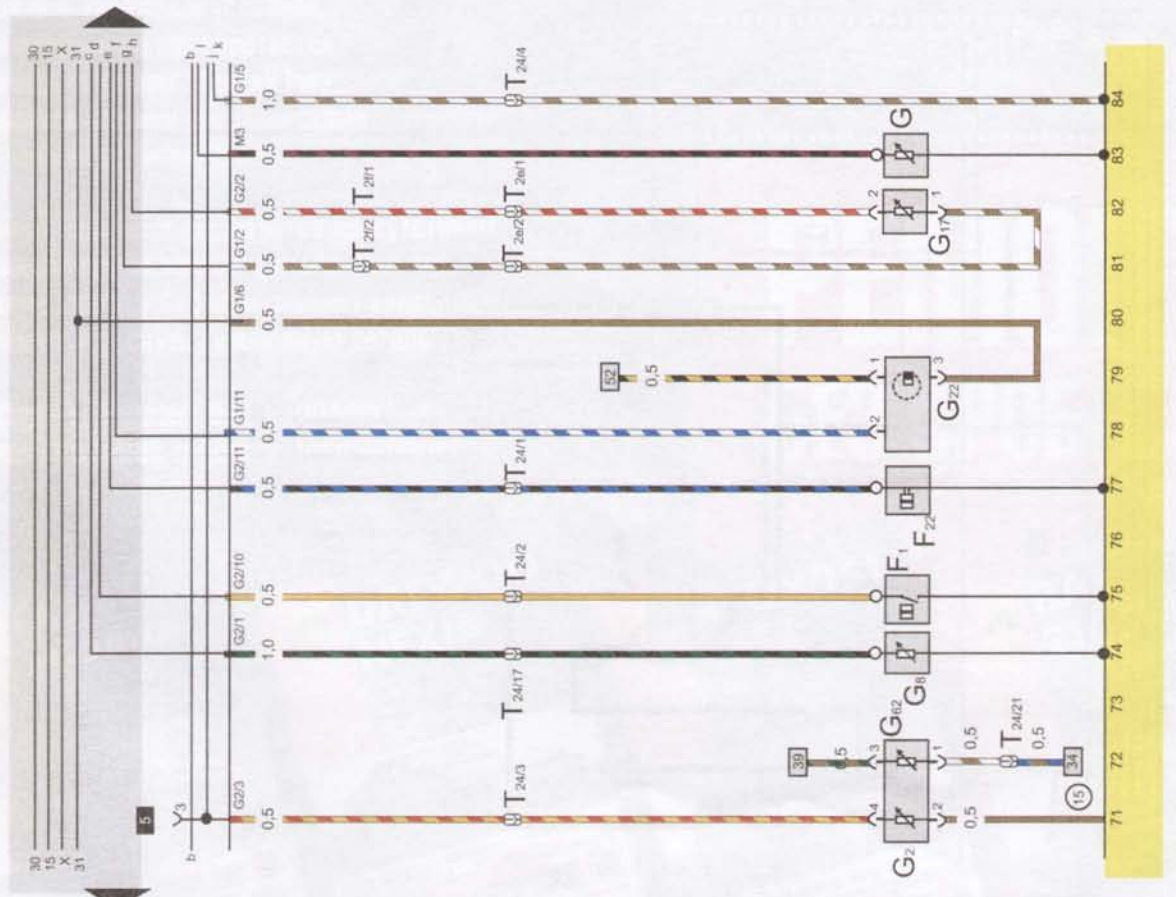 30 30
15 15
X X
31 31
c
d
e
f
g
h
5
3
b b
l
j
k
G2/3 G2/1 G2/10 G2/11 G1/11 G1/6 G1/2 G2/2 M3 G1/5
0,5 1,0 0,5 0,5 0,5 0,5 0,5 0,5 0,5 1,0
T2f/2 T2f/1
T24/3 T24/17 T24/2 T24/1 T2e/2 T2e/1 T24/4
52
0,5
39 0,5
4 3 2 1 2
G2 G62 G8 F1 F22 G22 G17 G
2 1 3 1
0,5 0,5
T24/21
0,5
34
15
71 72 73 74 75 76 77 78 79 80 81 82 83 84